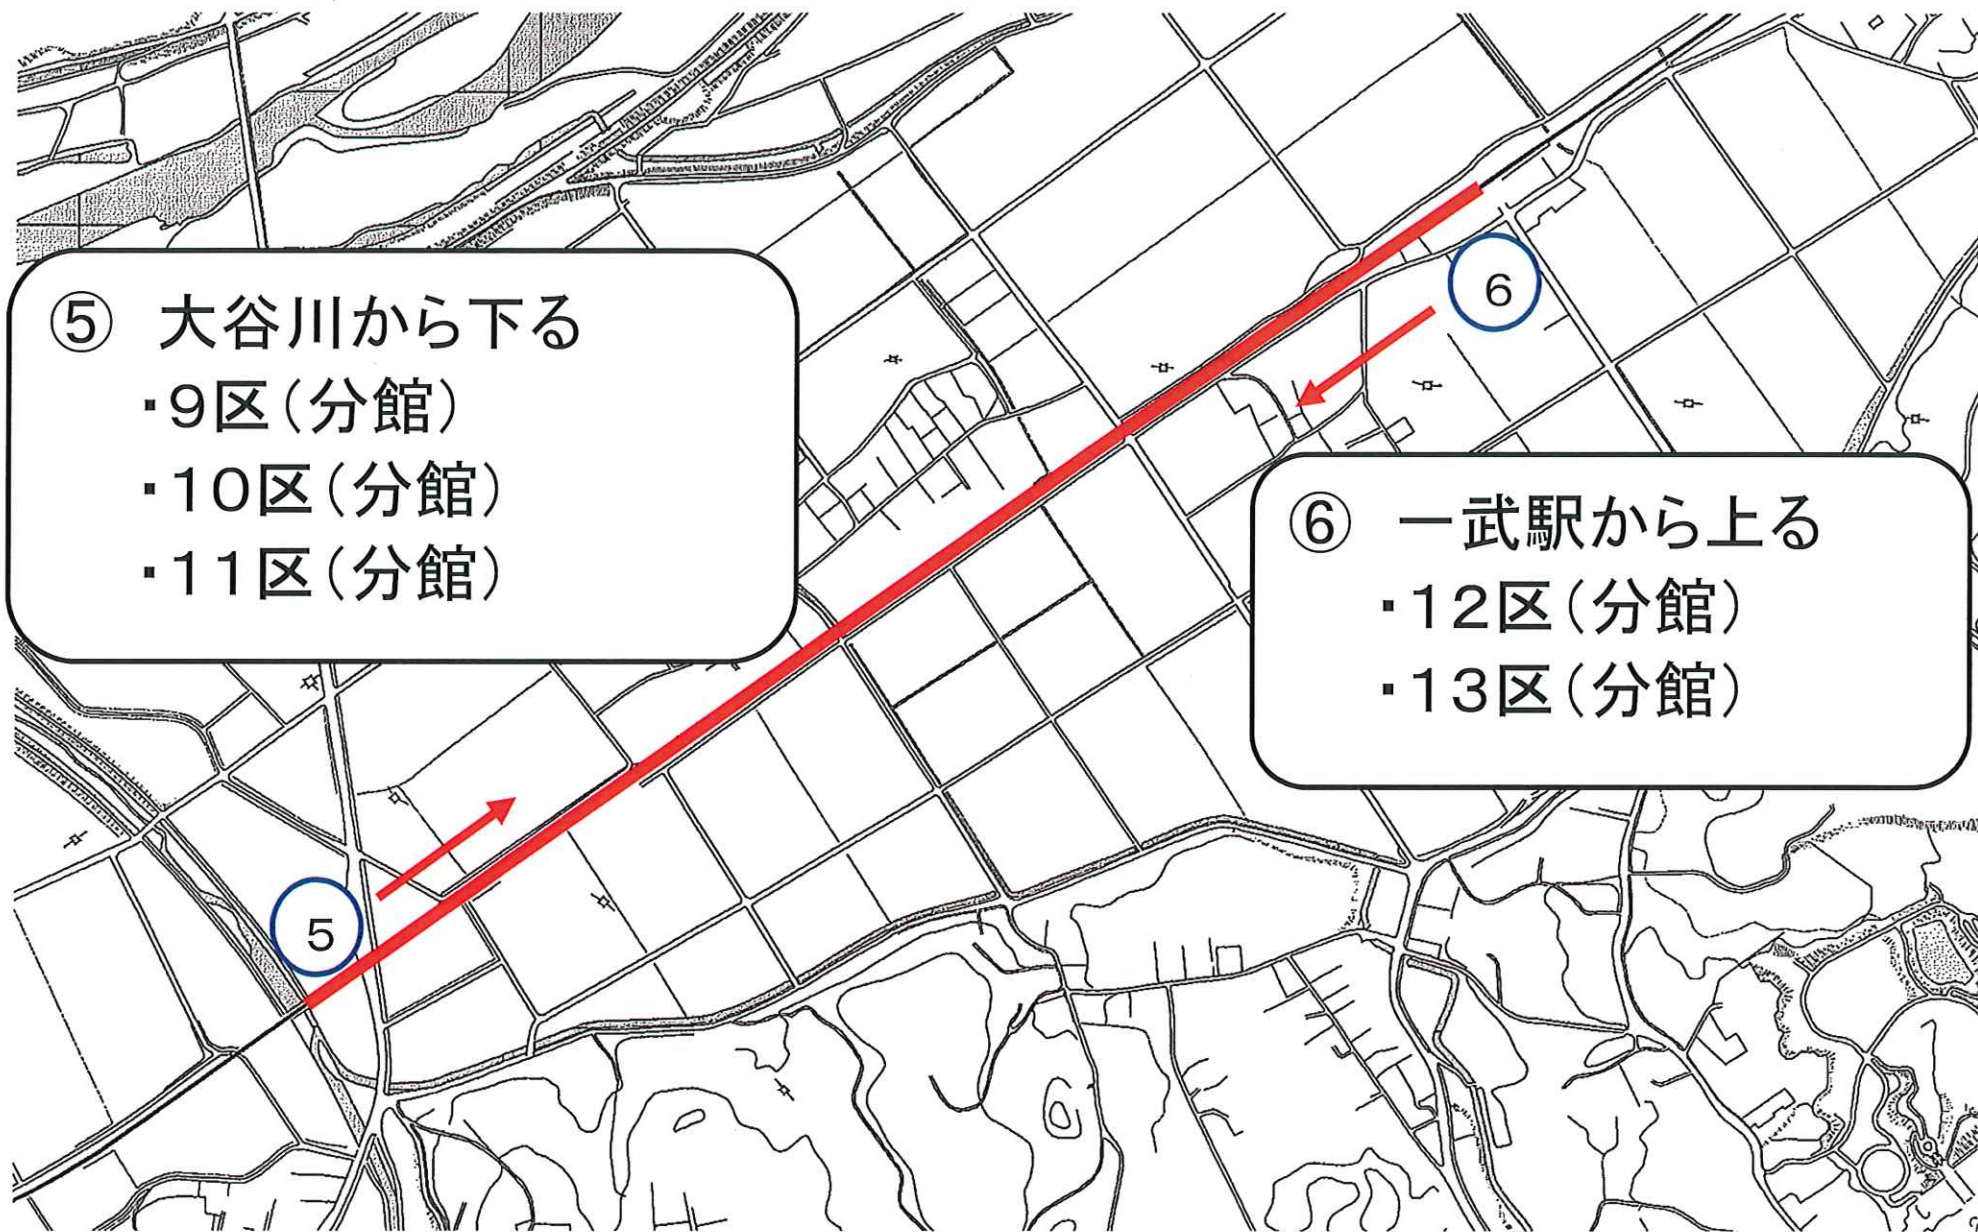 ⑤ 大谷川から下る
・9区(分館)
・10区(分館)
・11区(分館)
6
⑥ 一武駅から上る
・12区(分館)
・13区(分館)
5